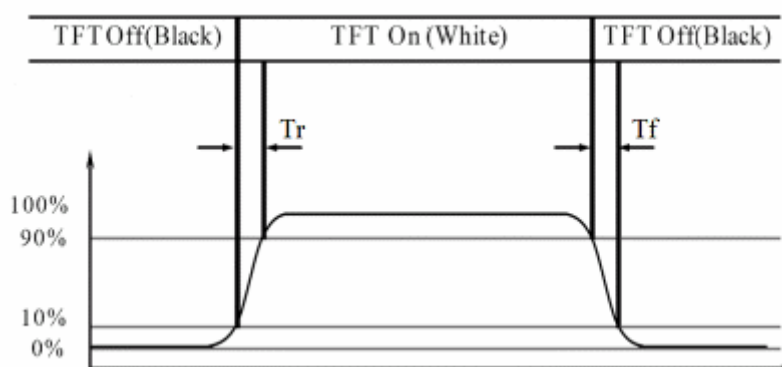 TFT Off(Black) TFT On (White) TFT Off(Black)
Tr Tf
100%
90%
10%
0%